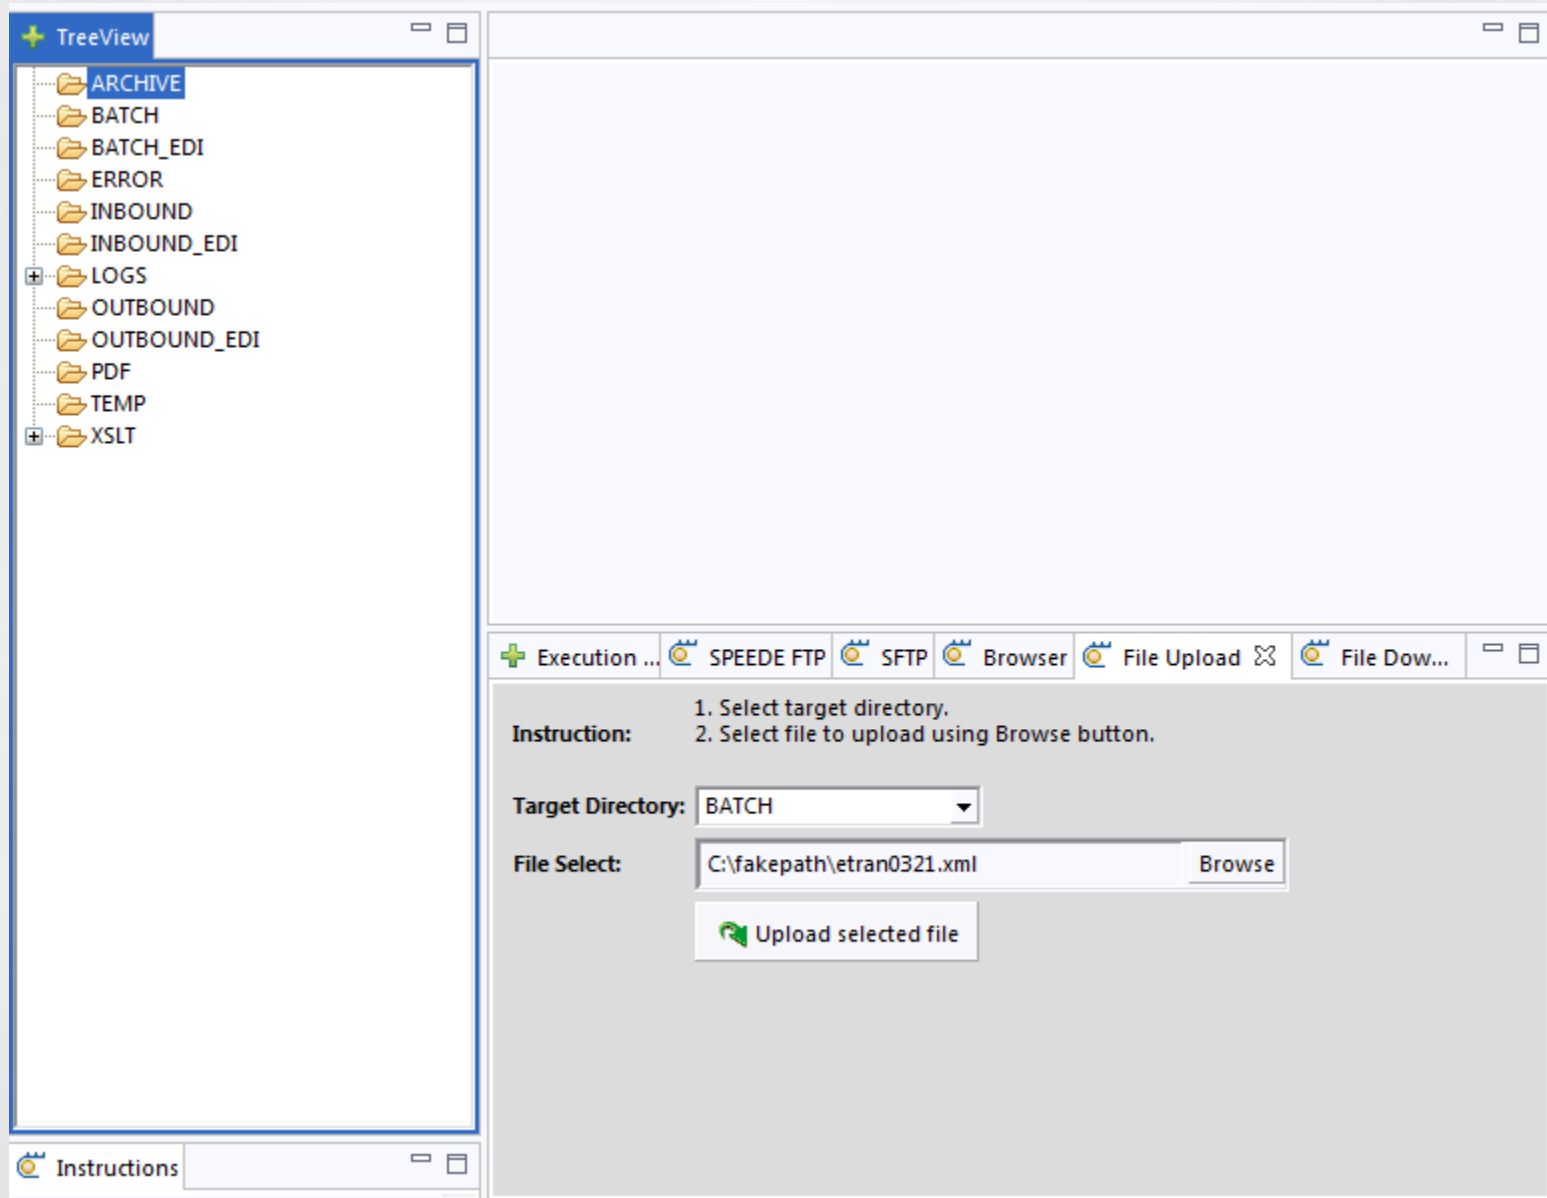 TreeView
ARCHIVE
BATCH
BATCH_EDI
ERROR
INBOUND
INBOUND_EDI
LOGS
OUTBOUND
OUTBOUND_EDI
PDF
TEMP
XSLT
Instructions
Execution ... SPEEDE FTP SFTP Browser File Upload File Dow...
1. Select target directory.
Instruction: 2. Select file to upload using Browse button.
Target Directory: BATCH
File Select: C:\fakepath\etran0321.xml Browse
Upload selected file